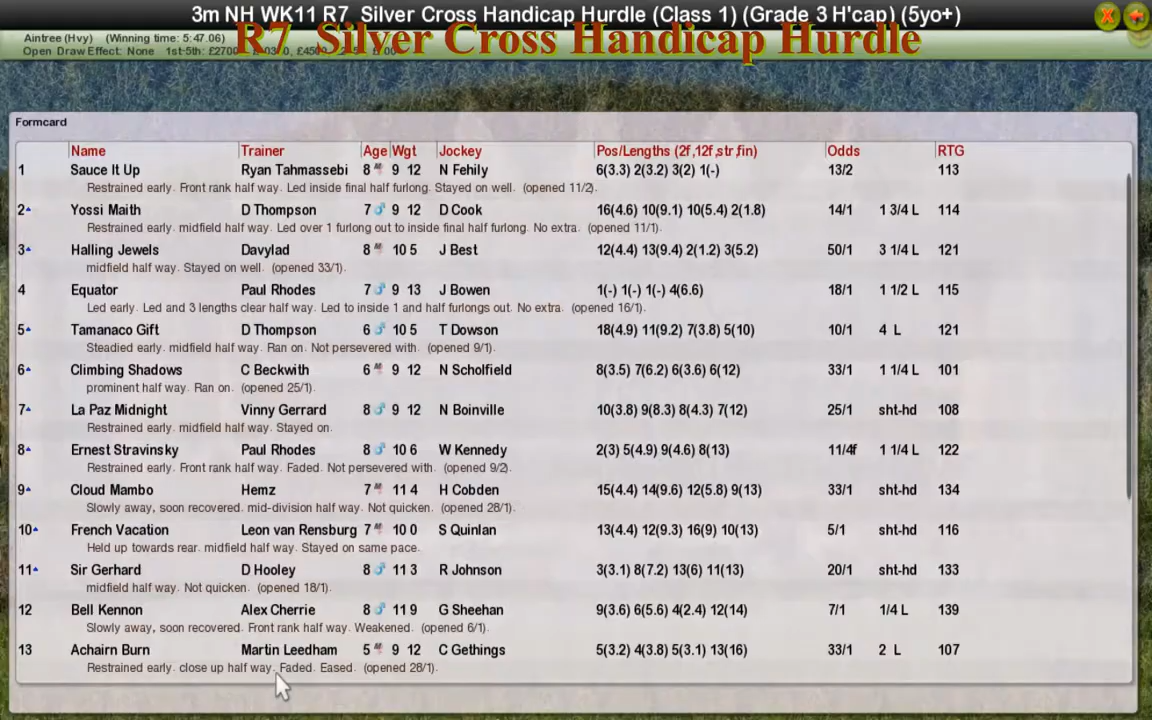 3m NH WK11 R7 Silver Cross Handicap Hurdle (Class 1) (Grade 3 H'cap) (5yo+)
R7 Silver Cross Handicap Hurdle
Aintree (Hvy) (Winning time: 5:47.06)
Open Draw Effect: None 1st-5th:
Formcard
Name Trainer Age Wgt Jockey Pos/Lengths (2f,12f,str,fin) Odds RTG
1 Sauce It Up Ryan Tahmassebi 8 9 12 N Fehily 6(3.3) 2(3.2) 3(2) 1(-) 13/2 113
Restrained early. Front rank half way. Led inside final half furlong. Stayed on well. (opened 11/2).
2 Yossi Maith D Thompson 7 9 12 D Cook 16(4.6) 10(9.1) 10(5.4) 2(1.8) 14/1 1 3/4 L 114
Restrained early. midfield half way. Led over 1 furlong out to inside final half furlong. No extra. (opened 11/1).
3 Halling Jewels Davylad 8 10 5 J Best 12(4.4) 13(9.4) 2(1.2) 3(5.2) 50/1 3 1/4 L 121
midfield half way. Stayed on well. (opened 33/1).
4 Equator Paul Rhodes 7 9 13 J Bowen 1(-) 1(-) 1(-) 4(6.6) 18/1 1 1/2 L 115
Led early. Led and 3 lengths clear half way. Led to inside 1 and half furlongs out. No extra. (opened 16/1).
5 Tamanaco Gift D Thompson 6 10 5 T Dowson 18(4.9) 11(9.2) 7(3.8) 5(10) 10/1 4 L 121
Steadied early. midfield half way. Ran on. Not persevered with. (opened 9/1).
6 Climbing Shadows C Beckwith 6 9 12 N Scholfield 8(3.5) 7(6.2) 6(3.6) 6(12) 33/1 1 1/4 L 101
prominent half way. Ran on. (opened 25/1).
7 La Paz Midnight Vinny Gerrard 8 9 12 N Boinville 10(3.8) 9(8.3) 8(4.3) 7(12) 25/1 sht-hd 108
Restrained early. midfield half way. Stayed on.
8 Ernest Stravinsky Paul Rhodes 8 10 6 W Kennedy 2(3) 5(4.9) 9(4.6) 8(13) 11/4f 1 1/4 L 122
Restrained early. Front rank half way. Faded. Not persevered with. (opened 9/2).
9 Cloud Mambo Hemz 7 11 4 H Cobden 15(4.4) 14(9.6) 12(5.8) 9(13) 33/1 sht-hd 134
Slowly away, soon recovered. mid-division half way. Not quicken. (opened 28/1).
10 French Vacation Leon van Rensburg 7 10 0 S Quinlan 13(4.4) 12(9.3) 16(9) 10(13) 5/1 sht-hd 116
Held up towards rear. midfield half way. Stayed on same pace.
11 Sir Gerhard D Hooley 8 11 3 R Johnson 3(3.1) 8(7.2) 13(6) 11(13) 20/1 sht-hd 133
midfield half way. Not quicken. (opened 18/1).
12 Bell Kennon Alex Cherrie 8 11 9 G Sheehan 9(3.6) 6(5.6) 4(2.4) 12(14) 7/1 1/4 L 139
Slowly away, soon recovered. Front rank half way. Weakened. (opened 6/1).
13 Achairn Burn Martin Leedham 5 9 12 C Gethings 5(3.2) 4(3.8) 5(3.1) 13(16) 33/1 2 L 107
Restrained early. close up half way. Faded. Eased. (opened 28/1).